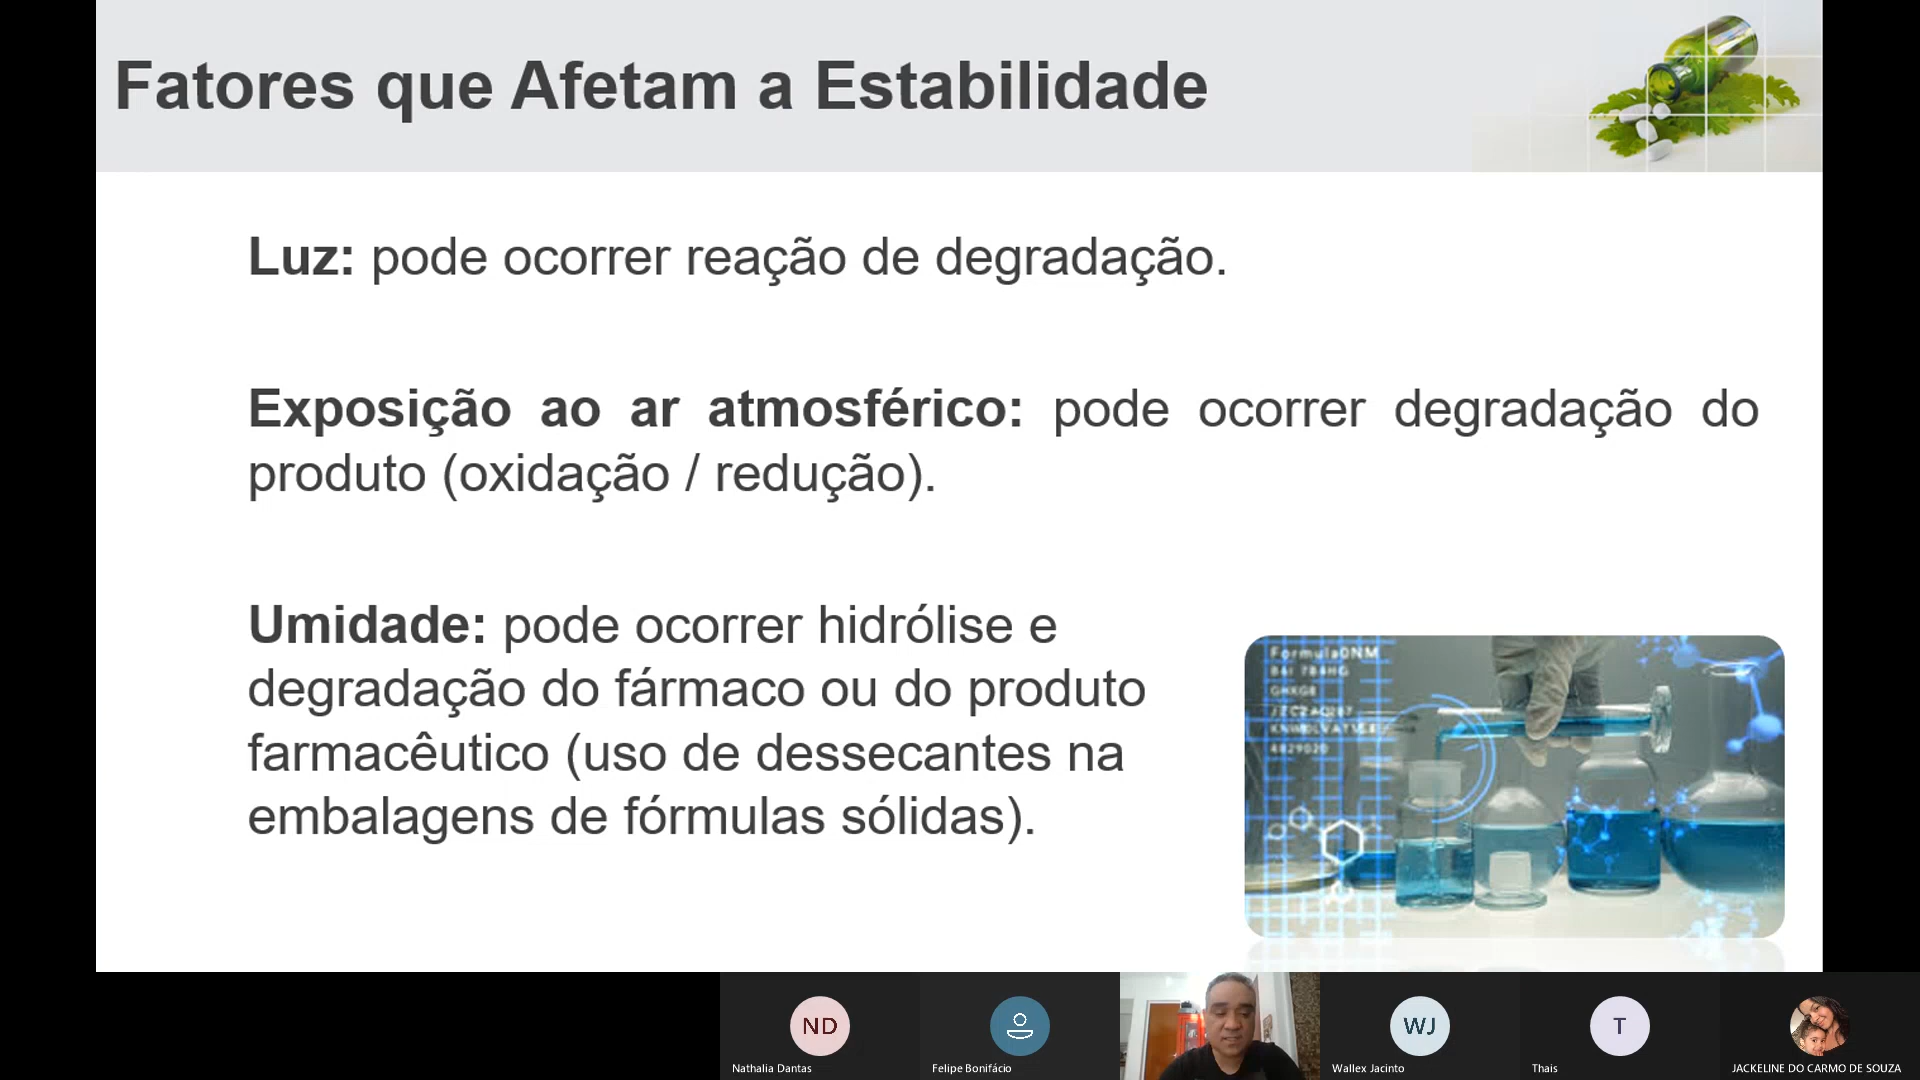 Fatores que Afetam a Estabilidade
Luz: pode ocorrer reação de degradação.
Exposição ao ar atmosférico: pode ocorrer degradação do
produto (oxidação / redução).
Umidade: pode ocorrer hidrólise e
degradação do fármaco ou do produto
farmacêutico (uso de dessecantes na
embalagens de fórmulas sólidas).
Formula0NM
4829020
ND
WJ
T
Nathalia Dantas
Felipe Bonifácio
Wallex Jacinto
Thais
JACKELINE DO CARMO DE SOUZA